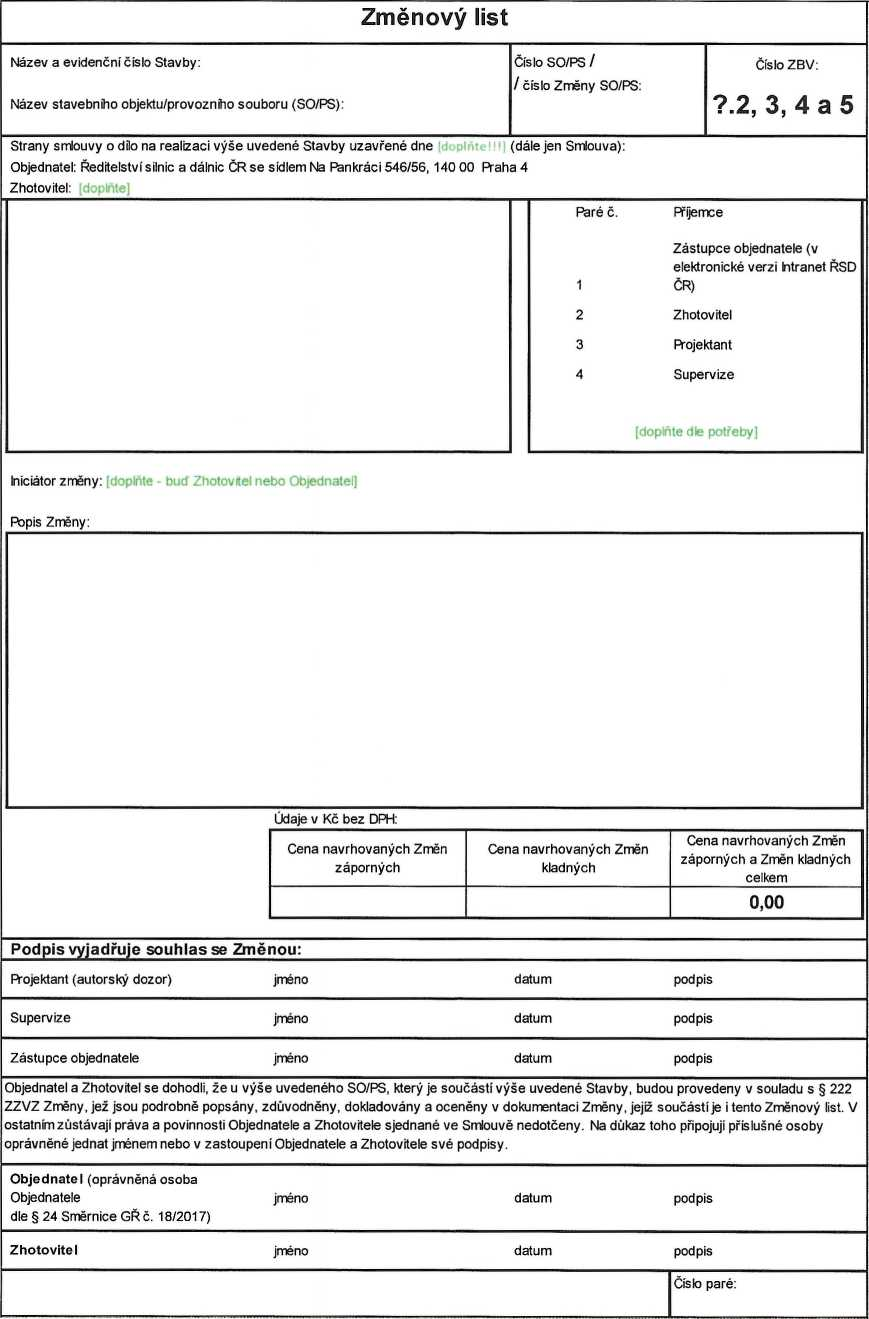 Změnový list
Název a evidenční číslo Stavby:
Název stavebního objektu/provozního souboru (SO/PS):
Číslo SO/PS /
/ číslo Změny SO/PS:
Číslo ZBV:
?.2, 3, 4 a 5
Strany smlouvy o dílo na realizaci výše uvedené Stavby uzavřené dne [doplňte!!!] (dále jen Smlouva):
Objednatel: Ředitelství silnic a dálnic ČR se sídlem Na Pankráci 546/56, 140 00 Praha 4
Zhotovitel: [doplňte]
Paré č. Příjemce
Zástupce objednatele (v
elektronické verzi Intranet ŘSD
1 ČR)
2 Zhotovitel
3 Projektant
4 Supervize
[doplňte dle potřeby]
Iniciátor změny: [doplňte - buď Zhotovitel nebo Objednatel]
Popis Změny:
Údaje v Kč bez DPH:
Cena navrhovaných Změn
záporných
Cena navrhovaných Změn
kladných
Cena navrhovaných Změn
záporných a Změn kladných
celkem
0,00
Podpis vyjadřuje souhlas se Změnou:
Projektant (autorský dozor) jméno datum podpis
Supervize jméno datum podpis
Zástupce objednatele jméno datum podpis
Objednatel a Zhotovitel se dohodli, že u výše uvedeného SO/PS, který je součástí výše uvedené Stavby, budou provedeny v souladu s § 222
ZZVZ Změny, jež jsou podrobně popsány, zdůvodněny, dokladovány a oceněny v dokumentaci Změny, jejíž součástí je i tento Změnový list. V
ostatním zůstávají práva a povinnosti Objednatele a Zhotovitele sjednané ve Smlouvě nedotčeny. Na důkaz toho připojují příslušné osoby
oprávněné jednat jménem nebo v zastoupení Objednatele a Zhotovitele své podpisy.
Objednatel (oprávněná osoba
Objednatele jméno datum podpis
dle § 24 Směrnice GŘ č. 18/2017)
Zhotovitel jméno datum podpis
Číslo paré: